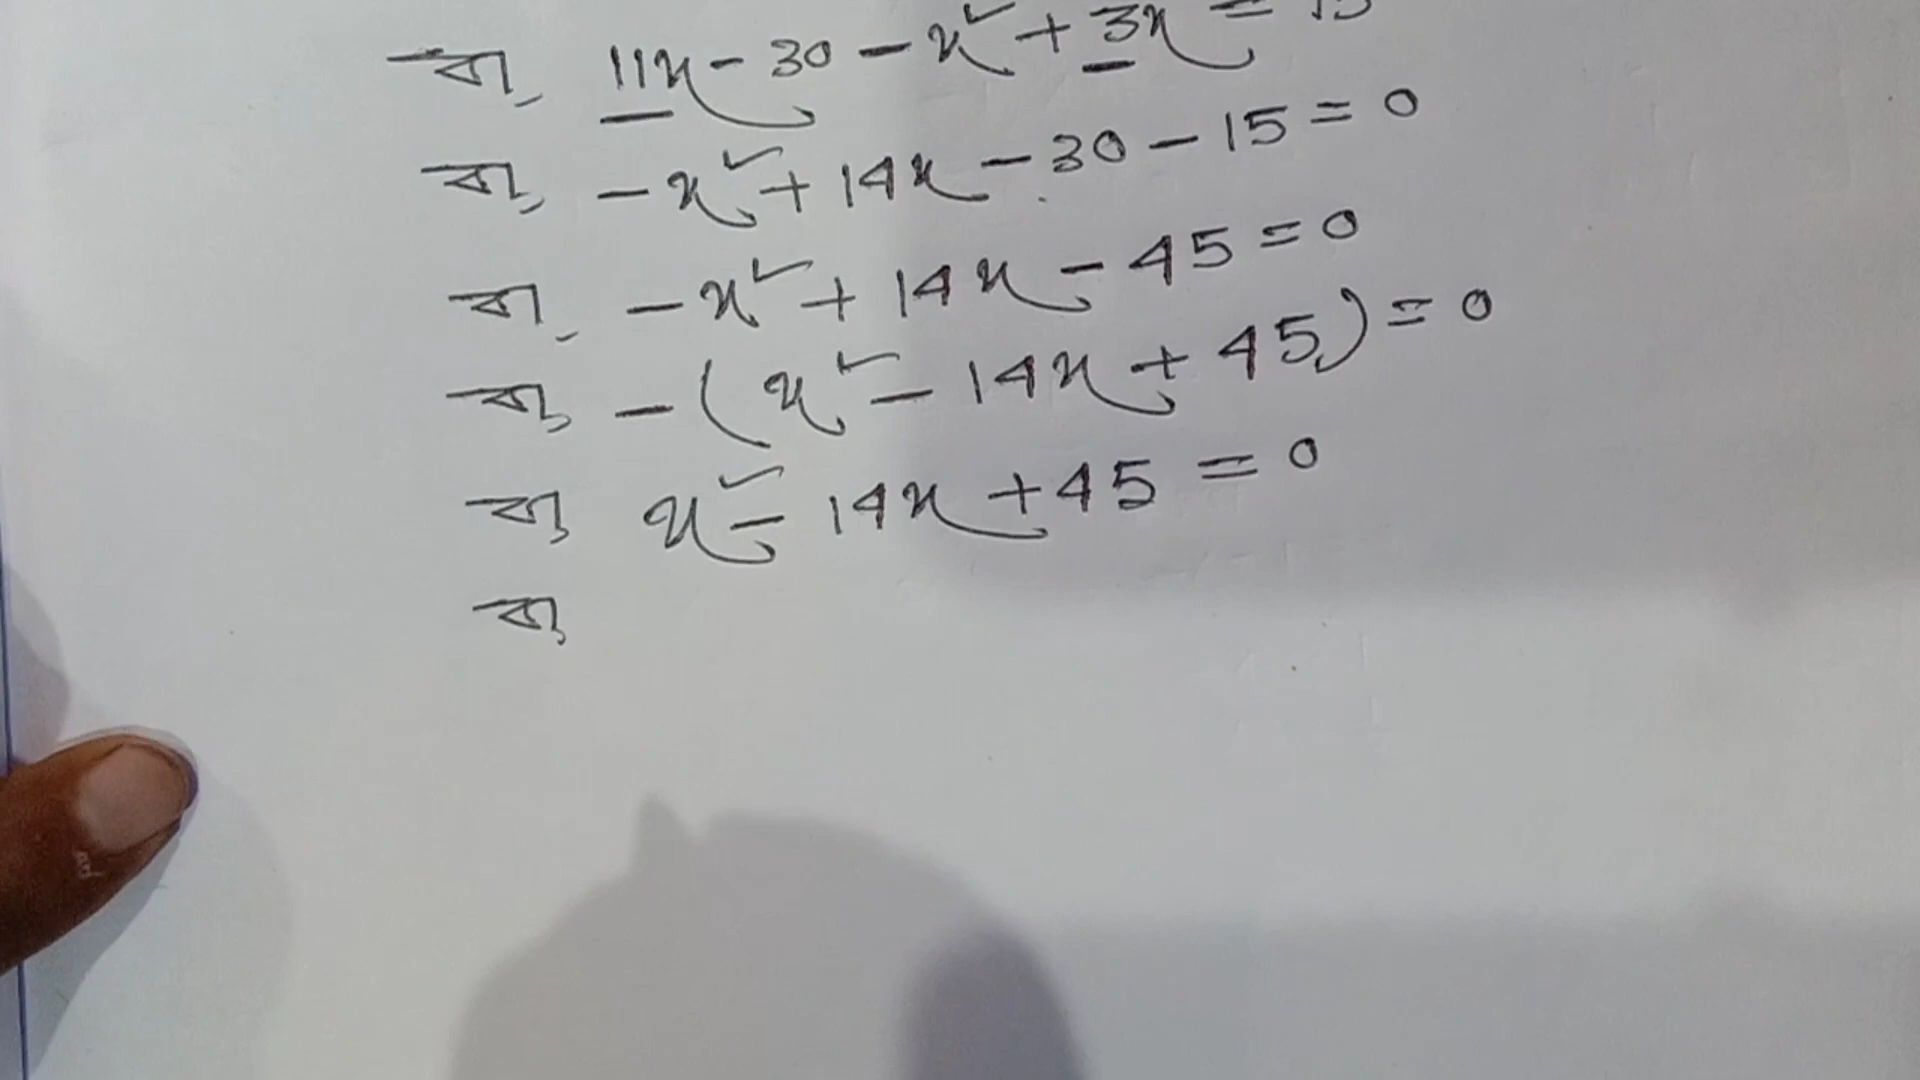 বা, 11x - 30 - x² + 3x = 15
বা, -x² + 14x - 30 - 15 = 0
বা, -x² + 14x - 45 = 0
বা, -(x² - 14x + 45) = 0
বা, x² - 14x + 45 = 0
বা,